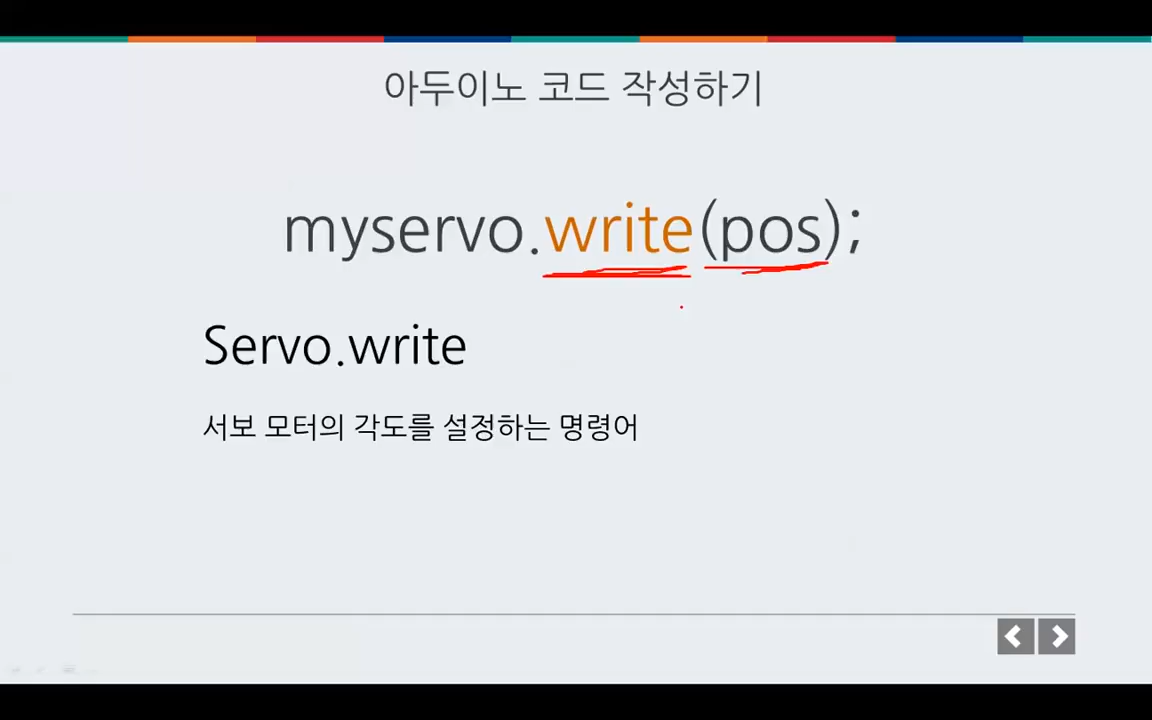 아두이노 코드 작성하기
myservo.write(pos);
Servo.write
서보 모터의 각도를 설정하는 명령어